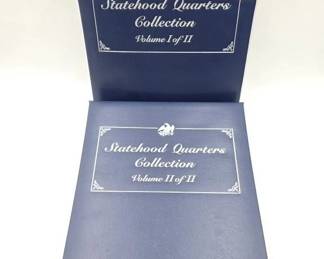 Statehood Quarters
Collection
Volume I of II
Statehood Quarters
Collection
Volume II of II